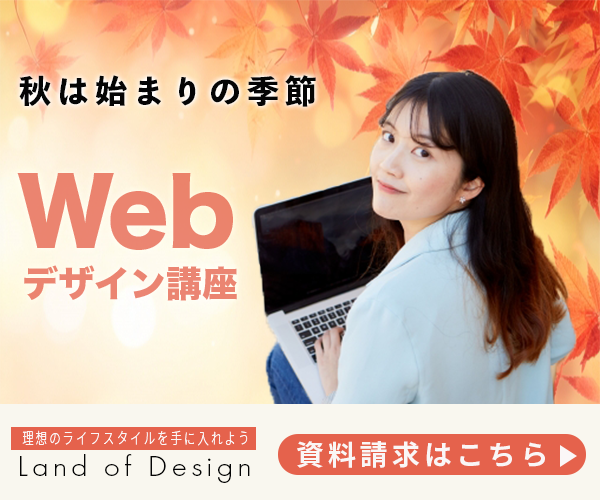 秋は始まりの季節
Web
デザイン講座
理想のライフスタイルを手に入れよう
Land of Design
資料請求はこちら